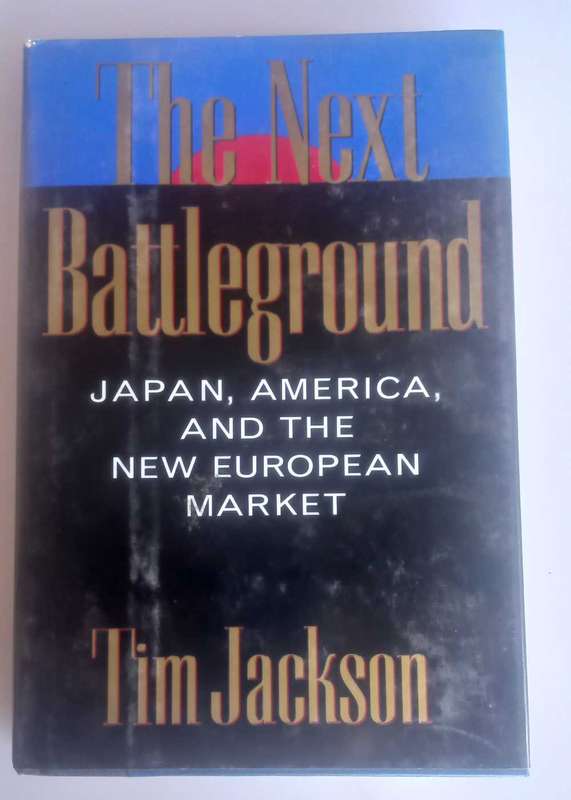 The Next
Battleground
JAPAN, AMERICA,
AND THE
NEW EUROPEAN
MARKET
Tim Jackson